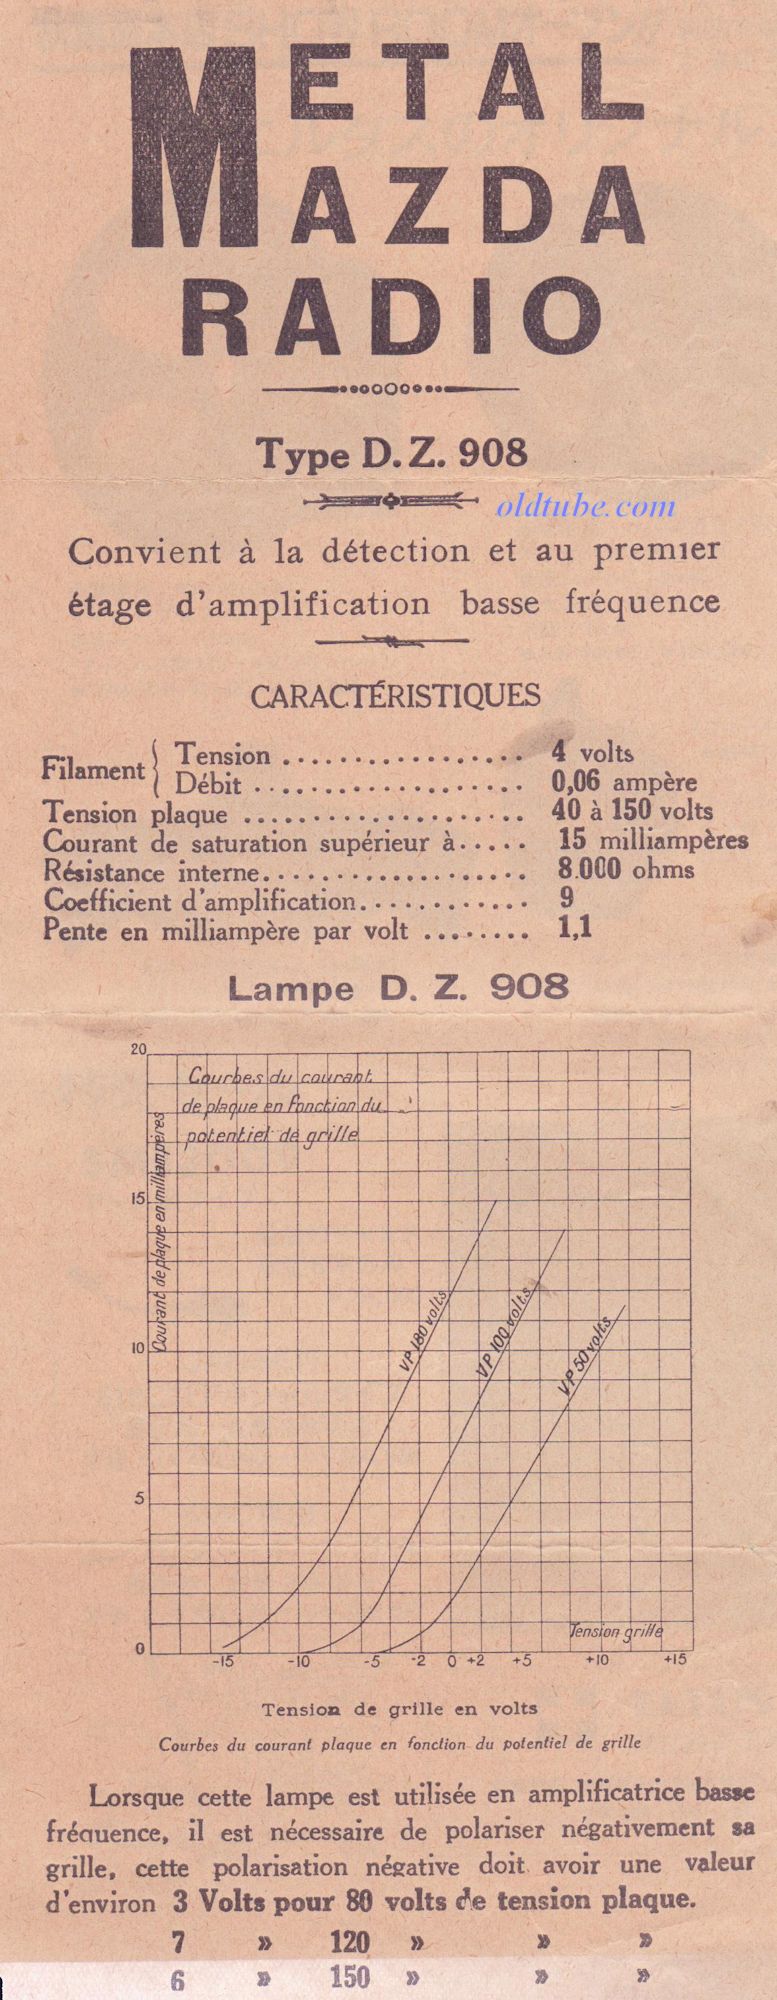 METAL
MAZDA
RADIO
Type D. Z. 908
oldtube.com
Convient à la détection et au premier
étage d'amplification basse fréquence
CARACTÉRISTIQUES
Filament { Tension ................. 4 volts
Débit .................... 0,06 ampère
Tension plaque .................... 40 à 150 volts
Courant de saturation supérieur à..... 15 milliampères
Résistance interne................... 8.000 ohms
Coefficient d'amplification............ 9
Pente en milliampère par volt ........ 1,1
Lampe D. Z. 908
20
Courbes du courant
de plaque en fonction du
potentiel de grille
Courant de plaque en milliampères
15
10
5
0
VP 180 volts
VP 100 volts
VP 50 volts
Tension grille
-15 -10 -5 -2 0 +2 +5 +10 +15
Tension de grille en volts
Courbes du courant plaque en fonction du potentiel de grille
Lorsque cette lampe est utilisée en amplificatrice basse
fréquence, il est nécessaire de polariser négativement sa
grille, cette polarisation négative doit avoir une valeur
d'environ 3 Volts pour 80 volts de tension plaque.
7 » 120 » » »
6 » 150 » » »